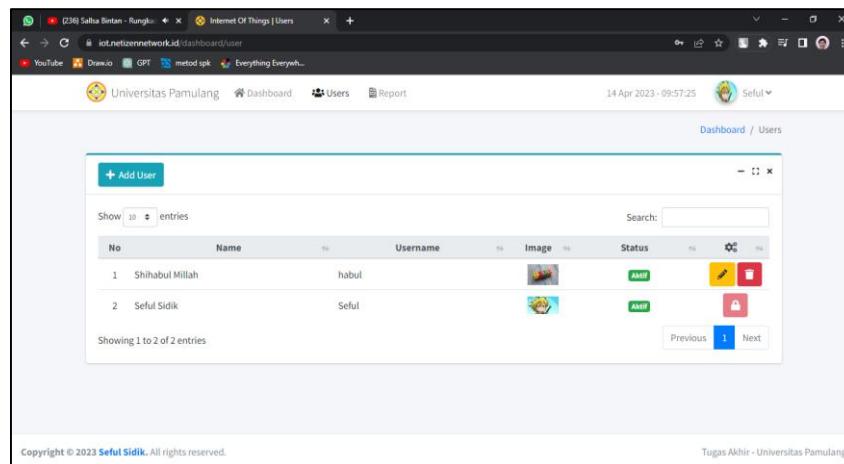 (236) Sallsa Bintan - Rungka
Internet Of Things | Users
iot.netizennetwork.id/dashboard/user
YouTube Draw.io GPT metod spk Everything Everywh...
Universitas Pamulang Dashboard Users Report 14 Apr 2023 - 09:57:25 Seful
Dashboard / Users
+ Add User
Show 10 entries Search:
No Name Username Image Status
1 Shihabul Millah habul Aktif
2 Seful Sidik Seful Aktif
Showing 1 to 2 of 2 entries Previous 1 Next
Copyright © 2023 Seful Sidik. All rights reserved. Tugas Akhir - Universitas Pamulang